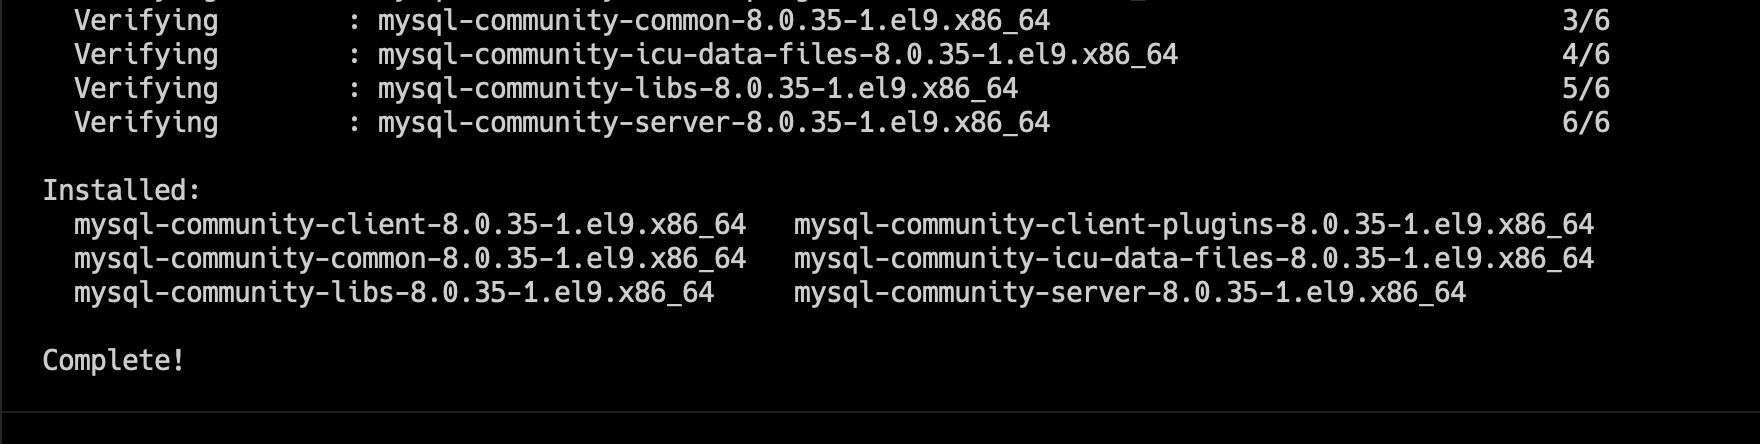 Verifying : mysql-community-common-8.0.35-1.el9.x86_64 3/6
Verifying : mysql-community-icu-data-files-8.0.35-1.el9.x86_64 4/6
Verifying : mysql-community-libs-8.0.35-1.el9.x86_64 5/6
Verifying : mysql-community-server-8.0.35-1.el9.x86_64 6/6
Installed:
mysql-community-client-8.0.35-1.el9.x86_64 mysql-community-client-plugins-8.0.35-1.el9.x86_64
mysql-community-common-8.0.35-1.el9.x86_64 mysql-community-icu-data-files-8.0.35-1.el9.x86_64
mysql-community-libs-8.0.35-1.el9.x86_64 mysql-community-server-8.0.35-1.el9.x86_64
Complete!